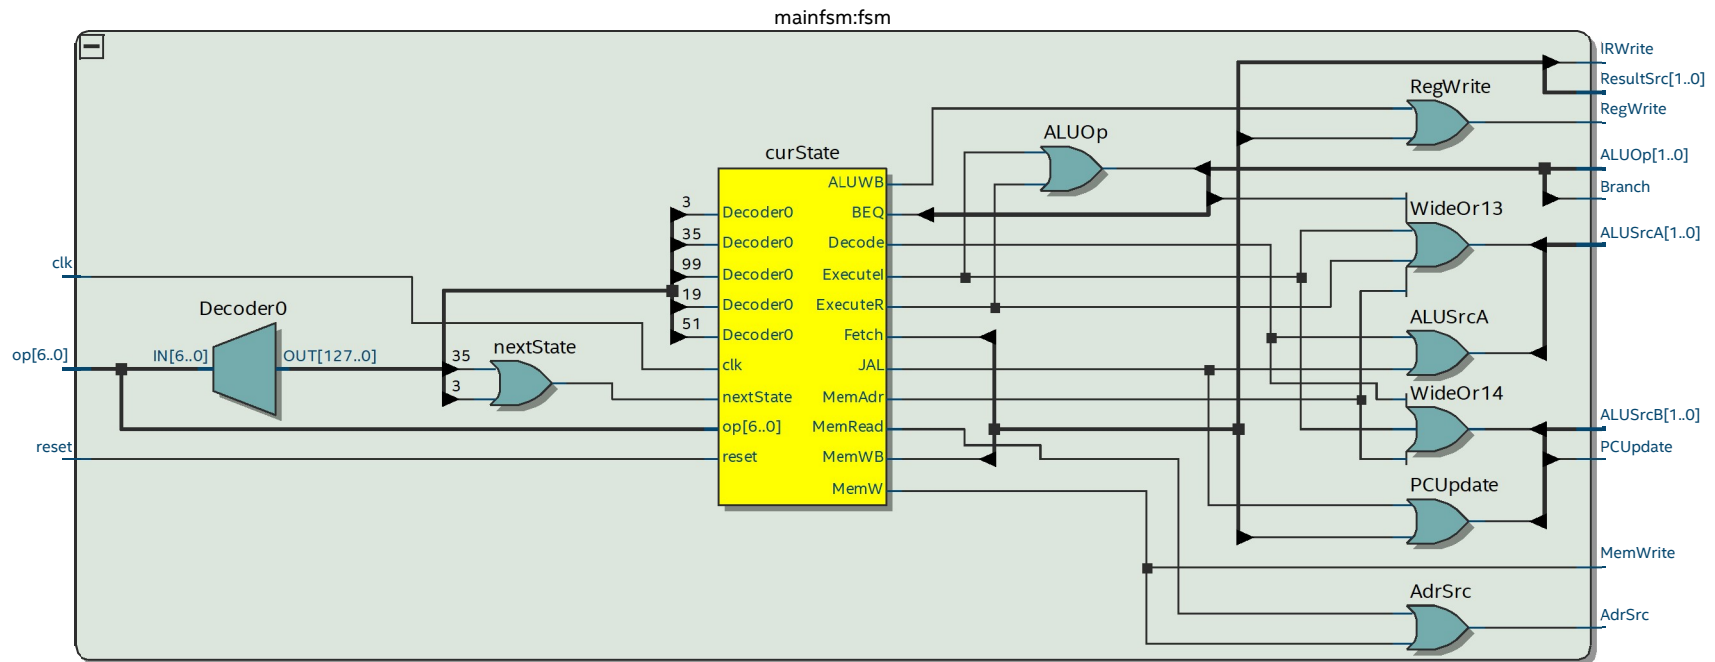 mainfsm:fsm
IRWrite
ResultSrc[1..0]
RegWrite
RegWrite
ALUOp
ALUOp[1..0]
curState
Branch
ALUWB
3
Decoder0
BEQ
WideOr13
35
Decoder0
Decode
ALUSrcA[1..0]
clk
99
Decoder0
ExecuteI
19
Decoder0
ExecuteR
Decoder0
ALUSrcA
51
Decoder0
Fetch
nextState
op[6..0]
IN[6..0]
OUT[127..0]
35
clk
JAL
3
nextState
MemAdr
WideOr14
ALUSrcB[1..0]
op[6..0]
MemRead
reset
reset
MemWB
PCUpdate
MemW
PCUpdate
MemWrite
AdrSrc
AdrSrc